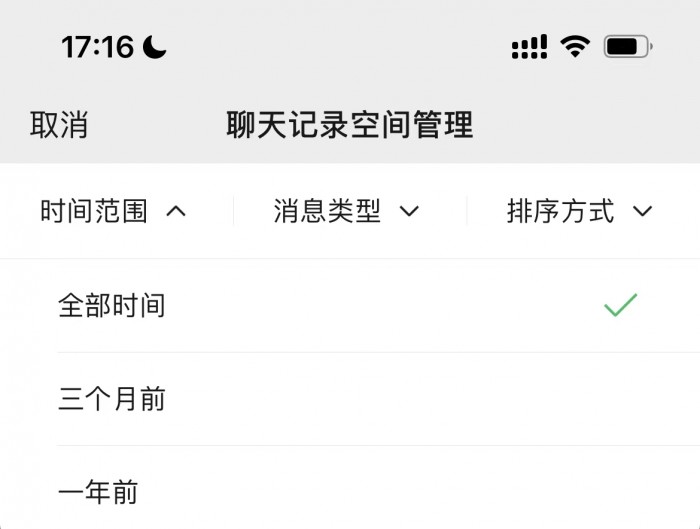 17:16
取消 聊天记录空间管理
时间范围 消息类型 排序方式
全部时间
三个月前
一年前